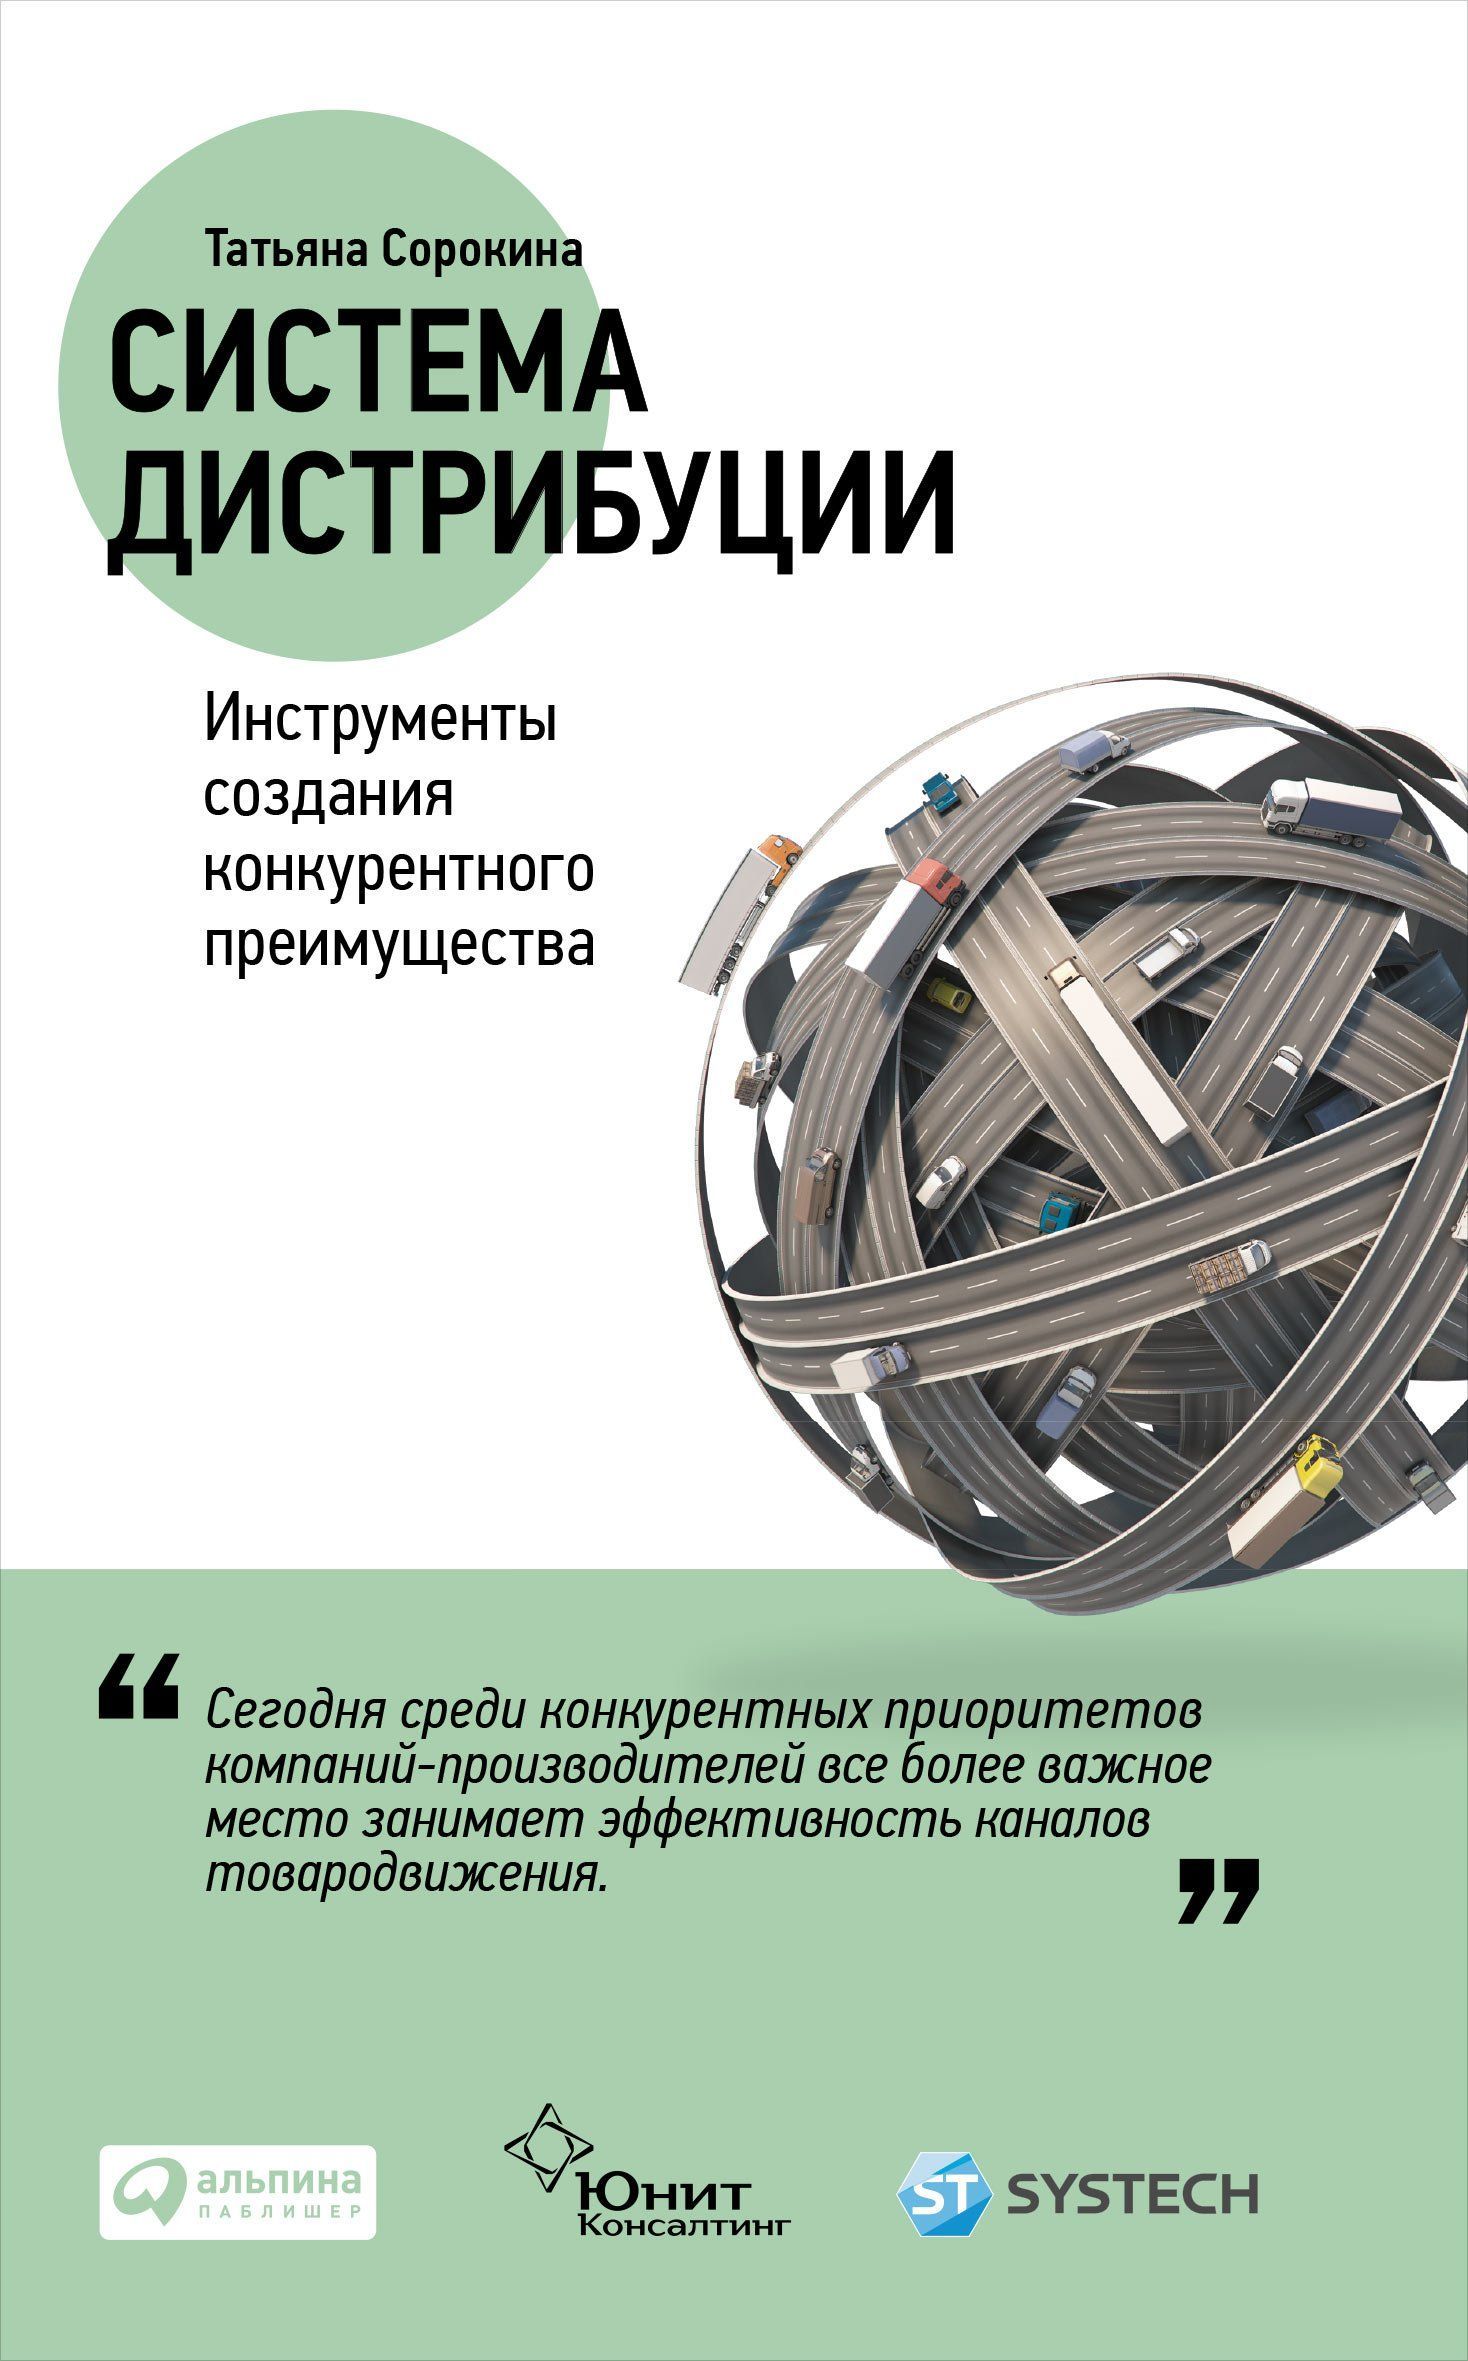 Татьяна Сорокина
СИСТЕМА
ДИСТРИБУЦИИ
Инструменты
создания
конкурентного
преимущества
“ Сегодня среди конкурентных приоритетов
компаний-производителей все более важное
место занимает эффективность каналов
товародвижения. ”
альпина
ПАБЛИШЕР
Юнит
Консалтинг
ST SYSTECH